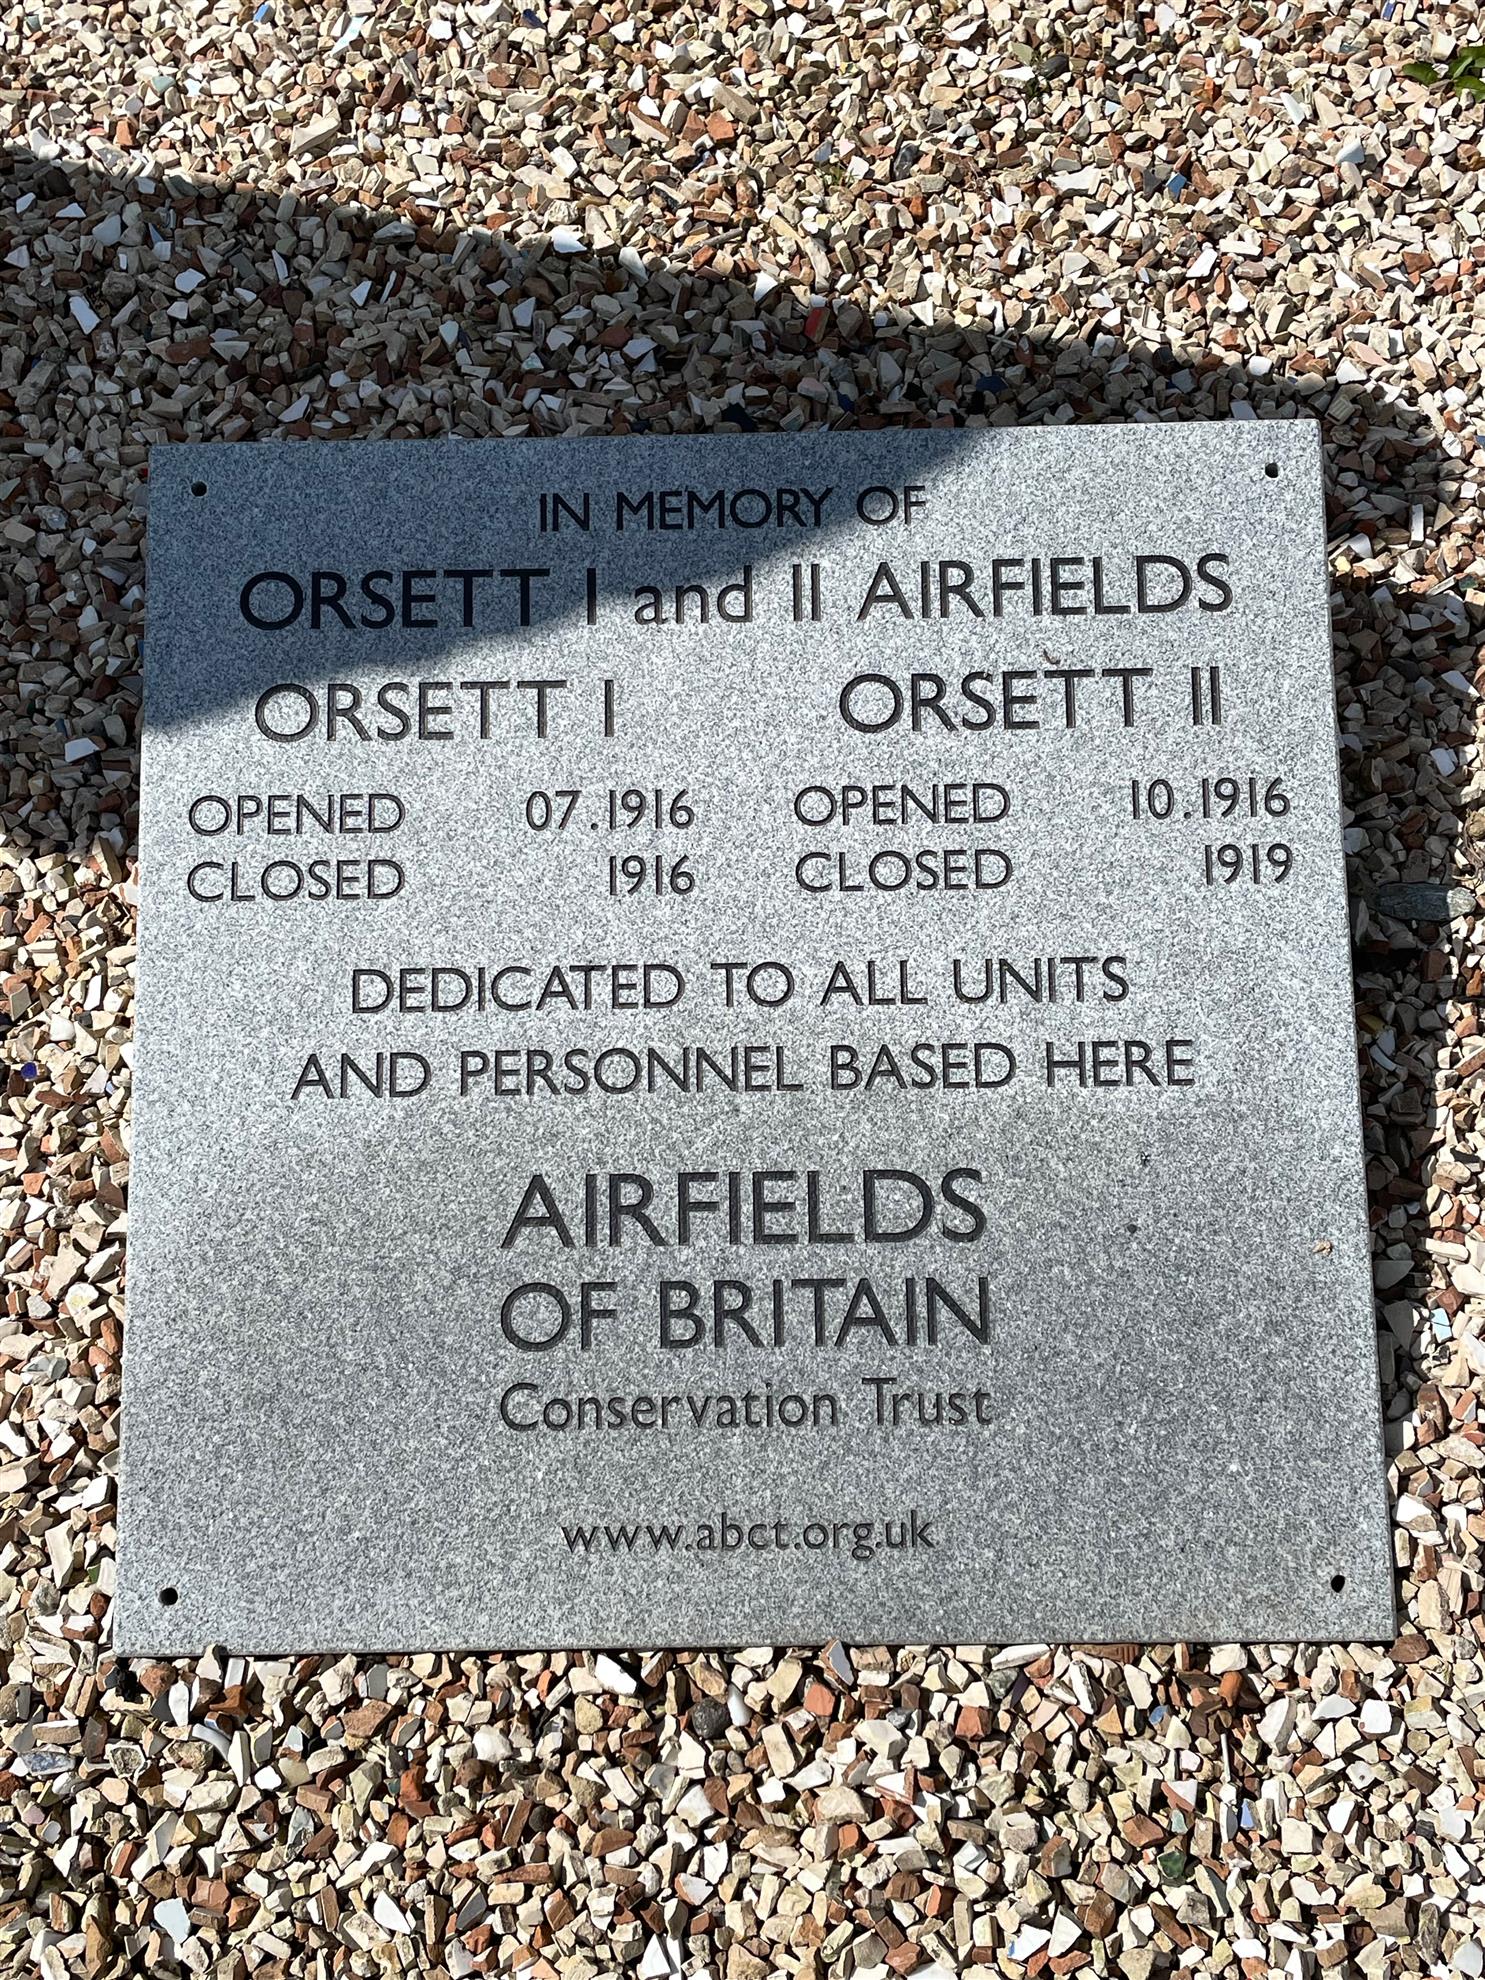 IN MEMORY OF
ORSETT I and II AIRFIELDS
ORSETT I ORSETT II
OPENED 07.1916 OPENED 10.1916
CLOSED 1916 CLOSED 1919
DEDICATED TO ALL UNITS
AND PERSONNEL BASED HERE
AIRFIELDS
OF BRITAIN
Conservation Trust
www.abct.org.uk